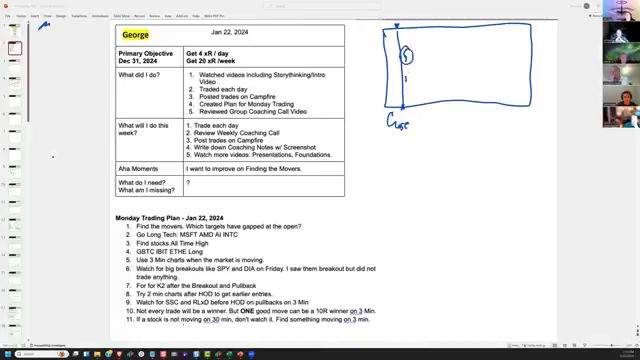 George
Jan 22, 2024
Primary Objective
Dec 31, 2024
Get 4 xR / day
Get 20 xR /week
What did I do?
1. Watched videos including Storythinking/Intro
Video
2. Traded each day
3. Posted trades on Campfire
4. Created Plan for Monday Trading
5. Reviewed Group Coaching Call Video
What will I do this
week?
1. Trade each day
2. Review Weekly Coaching Call
3. Post trades on Campfire
4. Write down Coaching Notes w/ Screenshot
5. Watch more videos: Presentations, Foundations.
Aha Moments
I want to improve on Finding the Movers.
What do I need?
What am I missing?
?
Close
Monday Trading Plan - Jan 22, 2024
1. Find the movers. Which targets have gapped at the open?
2. Go Long Tech: MSFT AMD AI INTC
3. Find stocks All Time High
4. GBTC IBIT ETHE Long
5. Use 3 Min charts when the market is moving.
6. Watch for big breakouts like SPY and DIA on Friday. I saw them breakout but did not
trade anything.
7. For for K2 after the Breakout and Pullback
8. Try 2 min charts after HOD to get earlier entries.
9. Watch for SSC and RLxD before HOD on pullbacks on 3 Min
10. Not every trade will be a winner. But ONE good move can be a 10R winner on 3 Min.
11. If a stock is not moving on 30 min, don't watch it. Find something moving on 3 min.